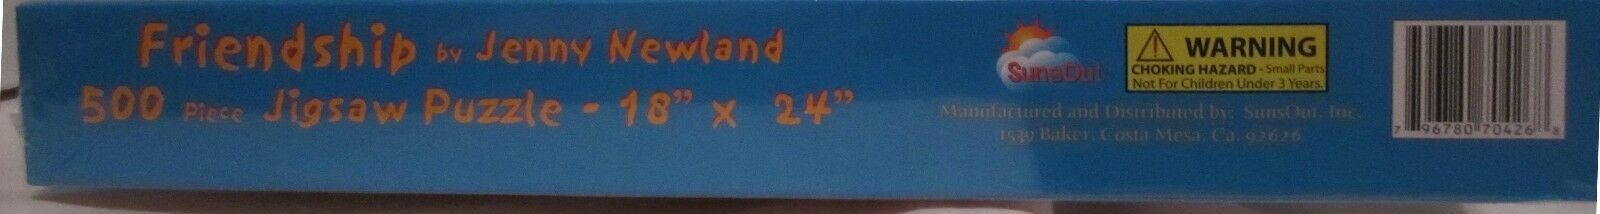 Friendship by Jenny Newland
500 Piece Jigsaw Puzzle - 18" x 24"
SunsOut
WARNING
CHOKING HAZARD - Small Parts
Not For Children Under 3 Years.
Manufactured and Distributed by: SunsOut, Inc.
1539 Baker, Costa Mesa, Ca. 92626
7 96780 70426 8